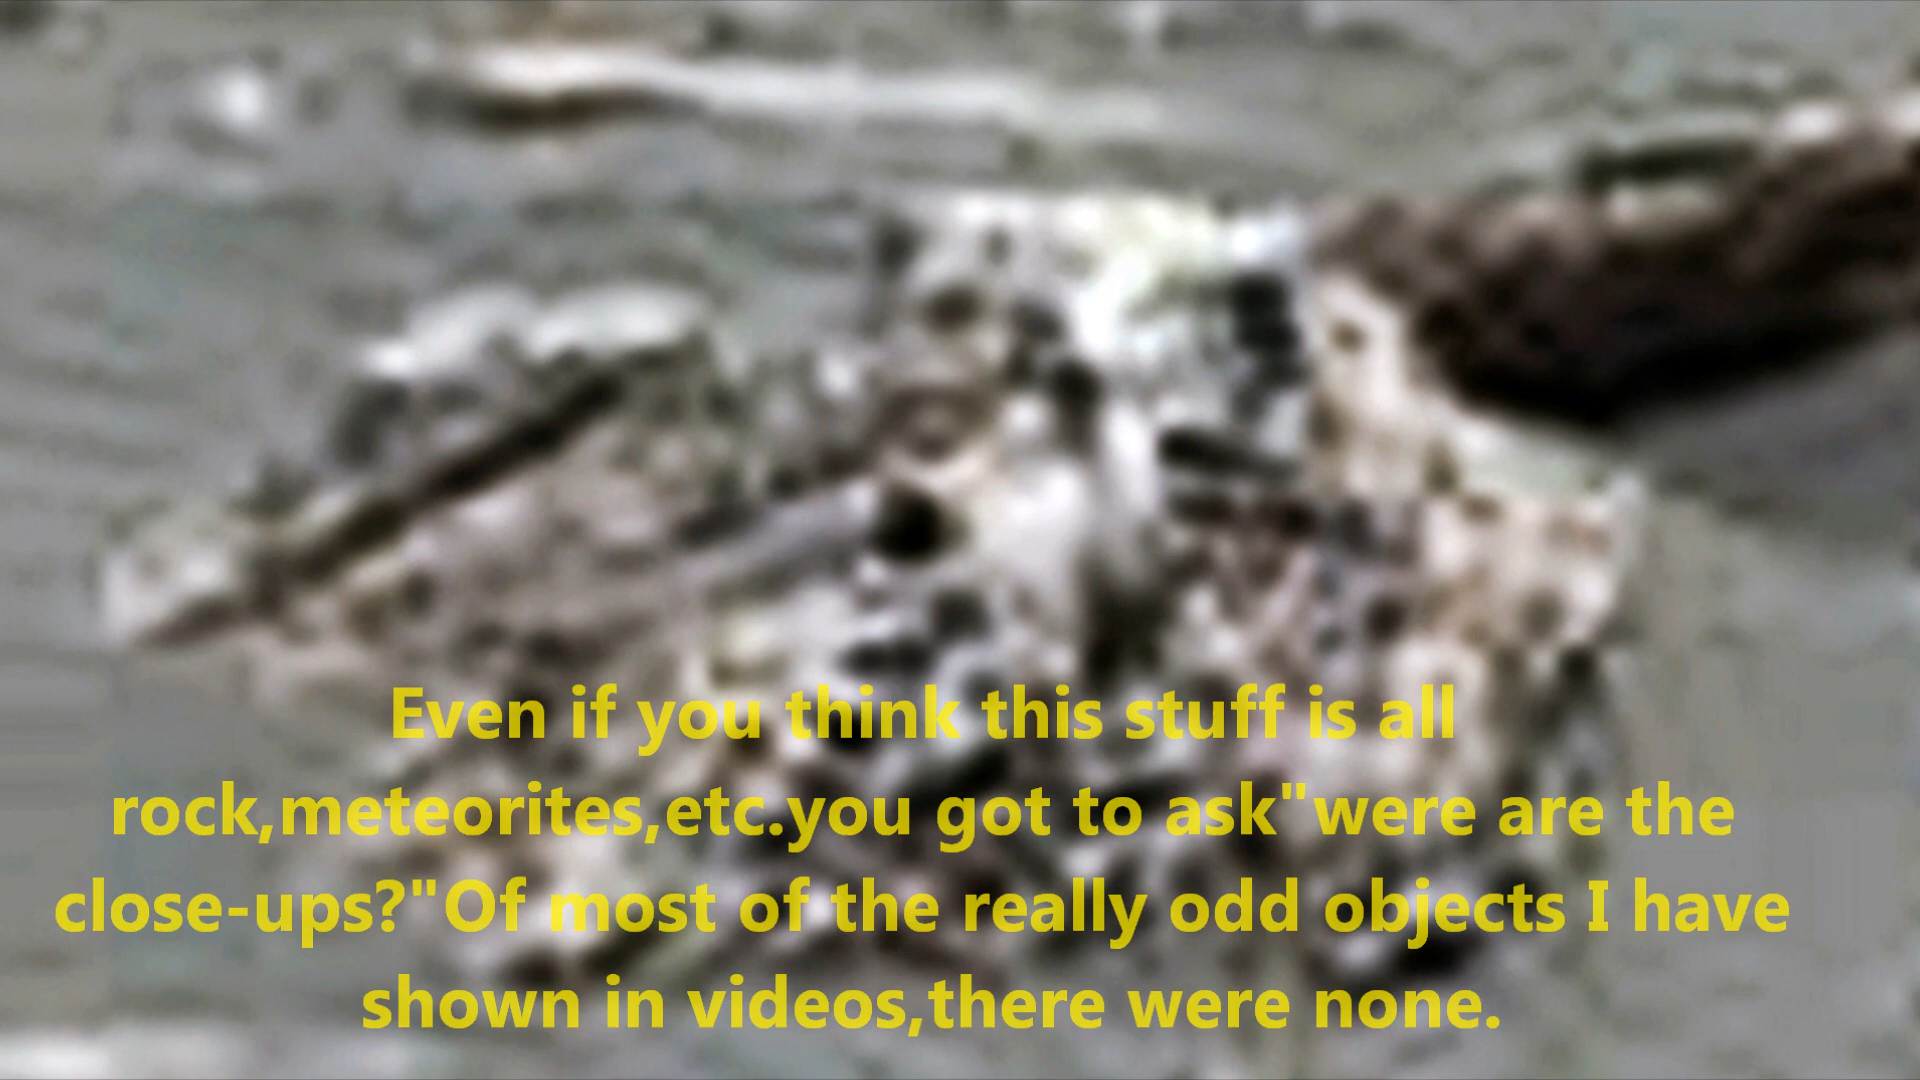 Even if you think this stuff is all
rock,meteorites,etc.you got to ask"were are the
close-ups?"Of most of the really odd objects I have
shown in videos,there were none.